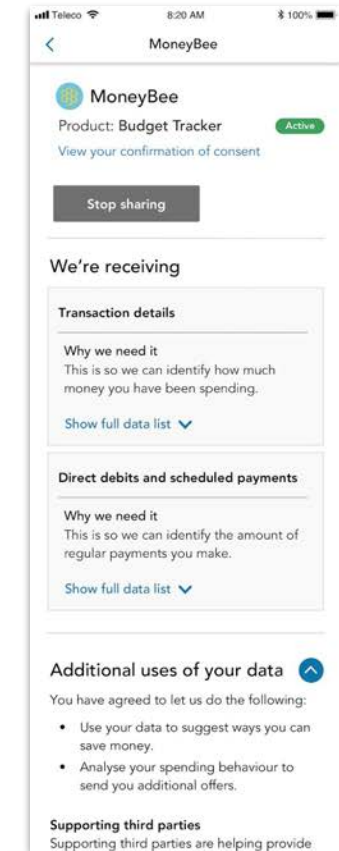 Teleco 8:20 AM 100%
MoneyBee
MoneyBee
Product: Budget Tracker Active
View your confirmation of consent
Stop sharing
We're receiving
Transaction details
Why we need it
This is so we can identify how much
money you have been spending.
Show full data list
Direct debits and scheduled payments
Why we need it
This is so we can identify the amount of
regular payments you make.
Show full data list
Additional uses of your data
You have agreed to let us do the following:
• Use your data to suggest ways you can
save money.
• Analyse your spending behaviour to
send you additional offers.
Supporting third parties
Supporting third parties are helping provide